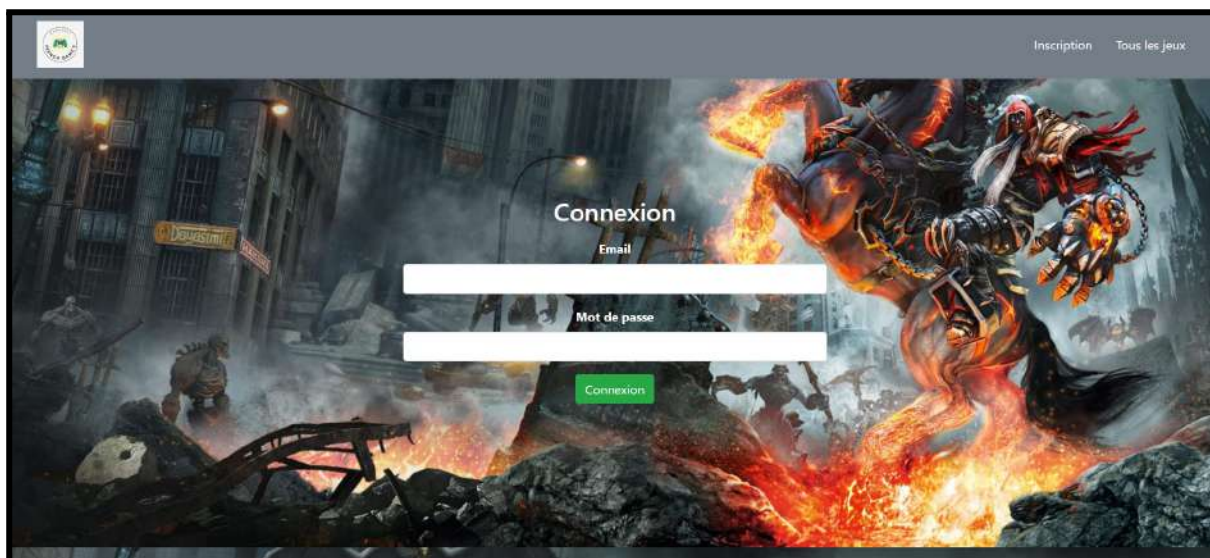 Inscription Tous les jeux
Connexion
Email
Mot de passe
Connexion